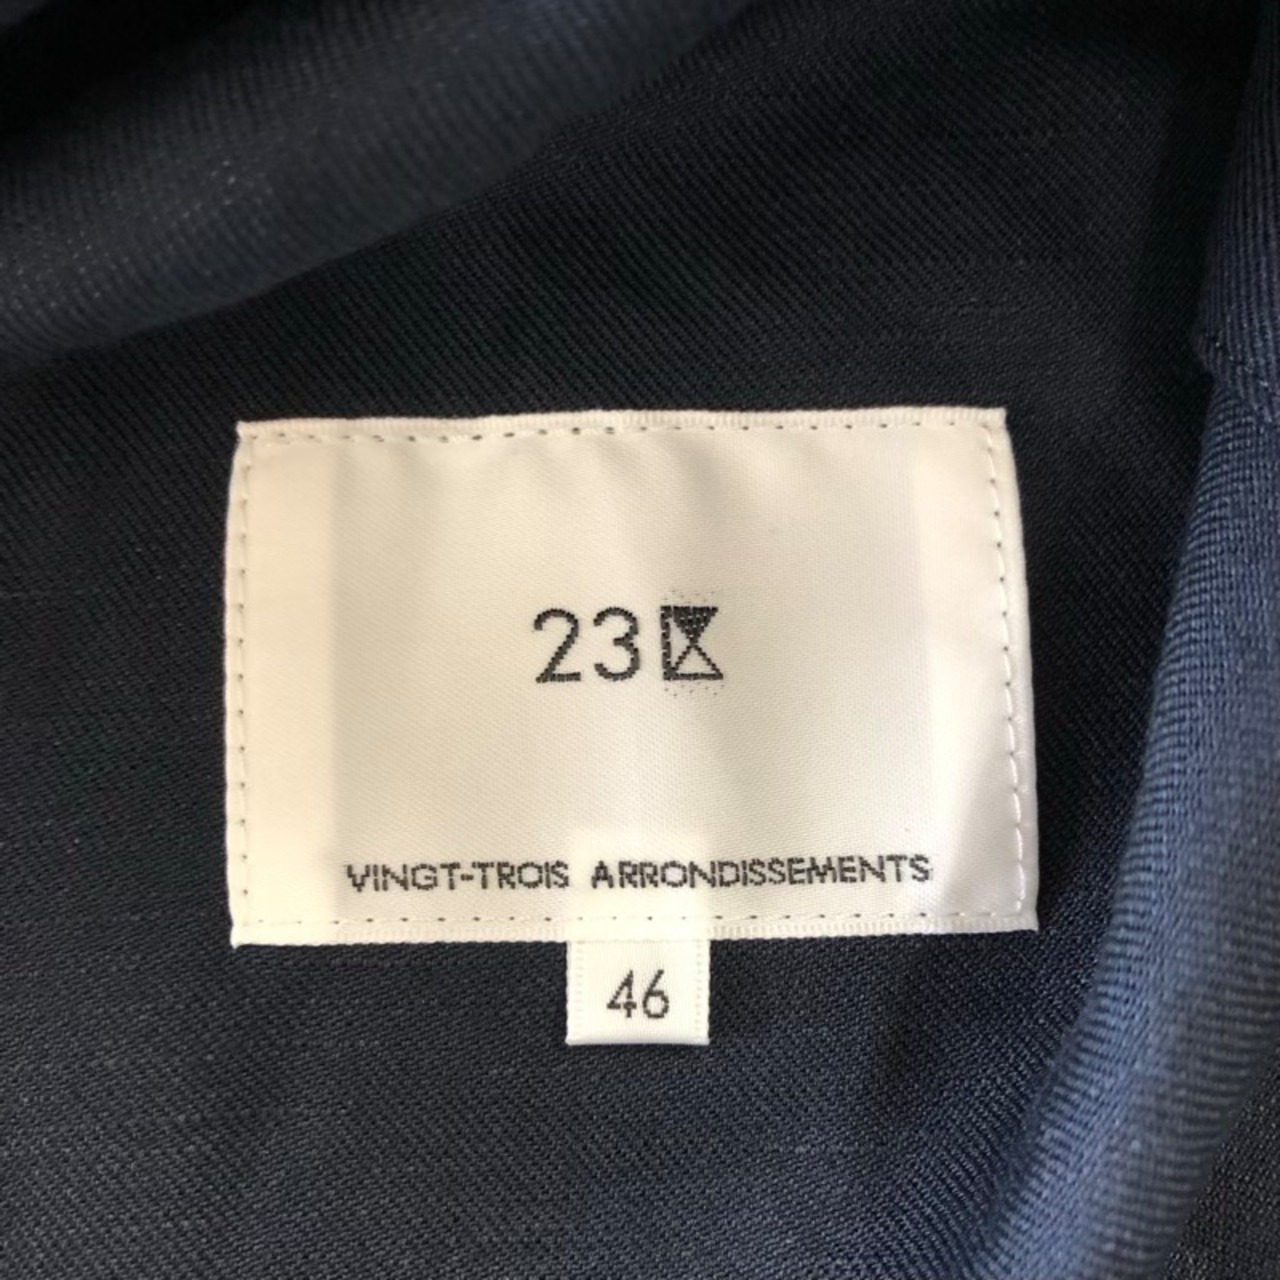 23区
VINGT-TROIS ARRONDISSEMENTS
46